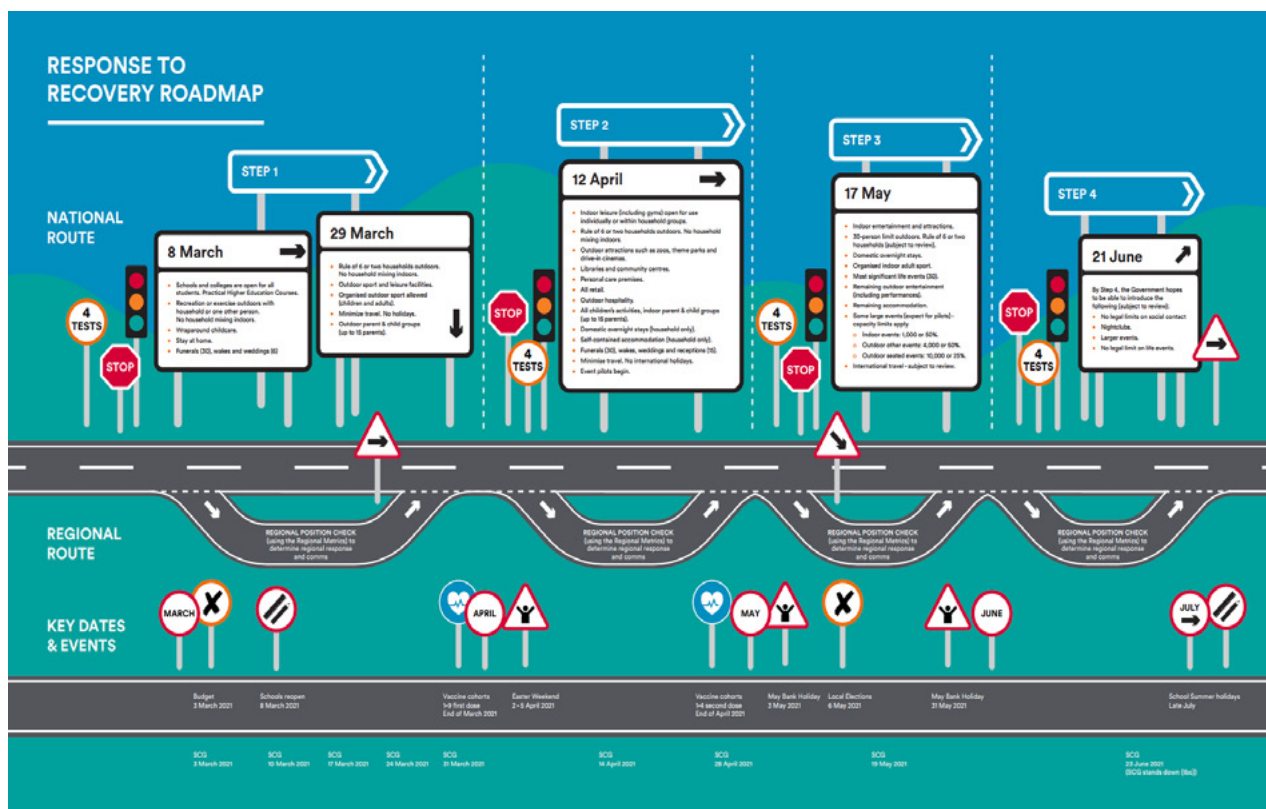 RESPONSE TO
RECOVERY ROADMAP
NATIONAL
ROUTE
4
TESTS
STOP
STEP 1
8 March
Schools and colleges are open for all
students. Practical Higher Education Courses.
Recreation or exercise outdoors with
household or one other person.
No household mixing indoors.
Wraparound childcare.
Stay at home.
Funerals (30), wakes and weddings (6)
29 March
Rule of 6 or two households outdoors.
No household mixing indoors.
Outdoor sport and leisure facilities.
Organised outdoor sport allowed
(children and adults).
Minimize travel. No holidays.
Outdoor parent & child groups
(up to 15 parents).
STOP
4
TESTS
STEP 2
12 April
Indoor leisure (including gyms) open for use
individually or within household groups.
Rule of 6 or two households outdoors. No household
mixing indoors.
Outdoor attractions such as zoos, theme parks and
drive-in cinemas.
Libraries and community centres.
Personal care premises.
All retail.
Outdoor hospitality.
All children's activities, indoor parent & child groups
(up to 15 parents).
Domestic overnight stays (household only).
Self-contained accommodation (household only).
Funerals (30), wakes, weddings and receptions (15).
Minimise travel. No international holidays.
Event pilots begin.
4
TESTS
STOP
STEP 3
17 May
Indoor entertainment and attractions.
30-person limit outdoors. Rule of 6 or two
households (subject to review).
Domestic overnight stays.
Organised indoor adult sport.
Most significant life events (30).
Remaining outdoor entertainment
(including performances).
Remaining accommodation.
Some large events (expect for pilots) -
capacity limits apply
Indoor events: 1,000 or 50%.
Outdoor other events: 4,000 or 50%.
Outdoor seated events: 10,000 or 25%.
International travel - subject to review.
STOP
4
TESTS
STEP 4
21 June
By Step 4, the Government hopes
to be able to introduce the
following (subject to review):
No legal limits on social contact
Nightclubs.
Larger events.
No legal limit on life events.
REGIONAL
ROUTE
REGIONAL POSITION CHECK
(using the Regional Metrics) to
determine regional response
and comms
REGIONAL POSITION CHECK
(using the Regional Metrics) to
determine regional response
and comms
REGIONAL POSITION CHECK
(using the Regional Metrics) to
determine regional response
and comms
REGIONAL POSITION CHECK
(using the Regional Metrics) to
determine regional response
and comms
KEY DATES
& EVENTS
MARCH
APRIL
MAY
JUNE
JULY
Budget
3 March 2021
Schools reopen
8 March 2021
Vaccine cohorts
1-9 first dose
End of March 2021
Easter Weekend
2 - 5 April 2021
Vaccine cohorts
1-4 second dose
End of April 2021
May Bank Holiday
3 May 2021
Local Elections
6 May 2021
May Bank Holiday
31 May 2021
School Summer holidays
Late July
SCG
3 March 2021
SCG
10 March 2021
SCG
17 March 2021
SCG
24 March 2021
SCG
31 March 2021
SCG
14 April 2021
SCG
28 April 2021
SCG
19 May 2021
SCG
23 June 2021
(SCG stands down (tbc))